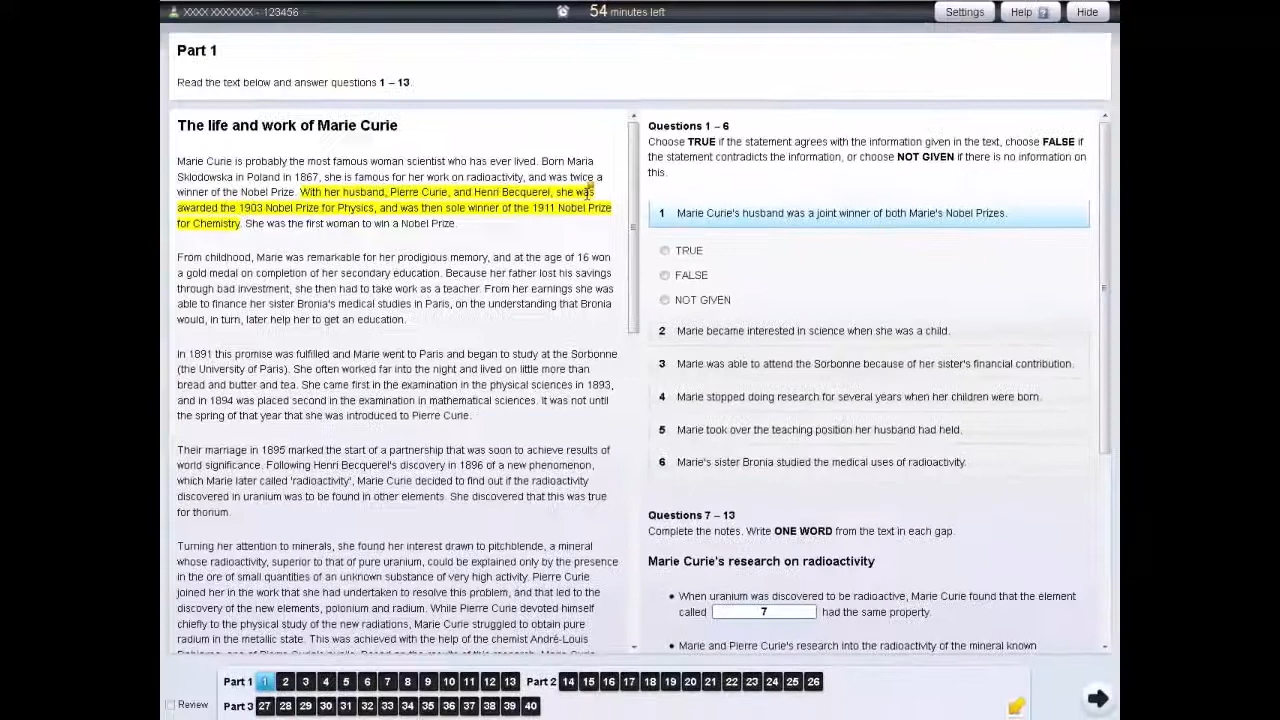 XXXX XXXXXXX - 123456
54 minutes left
Settings
Help ?
Hide
Part 1
Read the text below and answer questions 1 – 13.
The life and work of Marie Curie
Marie Curie is probably the most famous woman scientist who has ever lived. Born Maria
Sklodowska in Poland in 1867, she is famous for her work on radioactivity, and was twice a
winner of the Nobel Prize. With her husband, Pierre Curie, and Henri Becquerel, she was
awarded the 1903 Nobel Prize for Physics, and was then sole winner of the 1911 Nobel Prize
for Chemistry. She was the first woman to win a Nobel Prize.
From childhood, Marie was remarkable for her prodigious memory, and at the age of 16 won
a gold medal on completion of her secondary education. Because her father lost his savings
through bad investment, she then had to take work as a teacher. From her earnings she was
able to finance her sister Bronia's medical studies in Paris, on the understanding that Bronia
would, in turn, later help her to get an education.
In 1891 this promise was fulfilled and Marie went to Paris and began to study at the Sorbonne
(the University of Paris). She often worked far into the night and lived on little more than
bread and butter and tea. She came first in the examination in the physical sciences in 1893,
and in 1894 was placed second in the examination in mathematical sciences. It was not until
the spring of that year that she was introduced to Pierre Curie.
Their marriage in 1895 marked the start of a partnership that was soon to achieve results of
world significance. Following Henri Becquerel's discovery in 1896 of a new phenomenon,
which Marie later called 'radioactivity', Marie Curie decided to find out if the radioactivity
discovered in uranium was to be found in other elements. She discovered that this was true
for thorium.
Turning her attention to minerals, she found her interest drawn to pitchblende, a mineral
whose radioactivity, superior to that of pure uranium, could be explained only by the presence
in the ore of small quantities of an unknown substance of very high activity. Pierre Curie
joined her in the work that she had undertaken to resolve this problem, and that led to the
discovery of the new elements, polonium and radium. While Pierre Curie devoted himself
chiefly to the physical study of the new radiations, Marie Curie struggled to obtain pure
radium in the metallic state. This was achieved with the help of the chemist André-Louis
Questions 1 – 6
Choose TRUE if the statement agrees with the information given in the text, choose FALSE if
the statement contradicts the information, or choose NOT GIVEN if there is no information on
this.
1 Marie Curie's husband was a joint winner of both Marie's Nobel Prizes.
TRUE
FALSE
NOT GIVEN
2 Marie became interested in science when she was a child.
3 Marie was able to attend the Sorbonne because of her sister's financial contribution.
4 Marie stopped doing research for several years when her children were born.
5 Marie took over the teaching position her husband had held.
6 Marie's sister Bronia studied the medical uses of radioactivity.
Questions 7 – 13
Complete the notes. Write ONE WORD from the text in each gap.
Marie Curie's research on radioactivity
• When uranium was discovered to be radioactive, Marie Curie found that the element
called 7 had the same property.
• Marie and Pierre Curie's research into the radioactivity of the mineral known
Part 1 1 2 3 4 5 6 7 8 9 10 11 12 13 Part 2 14 15 16 17 18 19 20 21 22 23 24 25 26
Review
Part 3 27 28 29 30 31 32 33 34 35 36 37 38 39 40